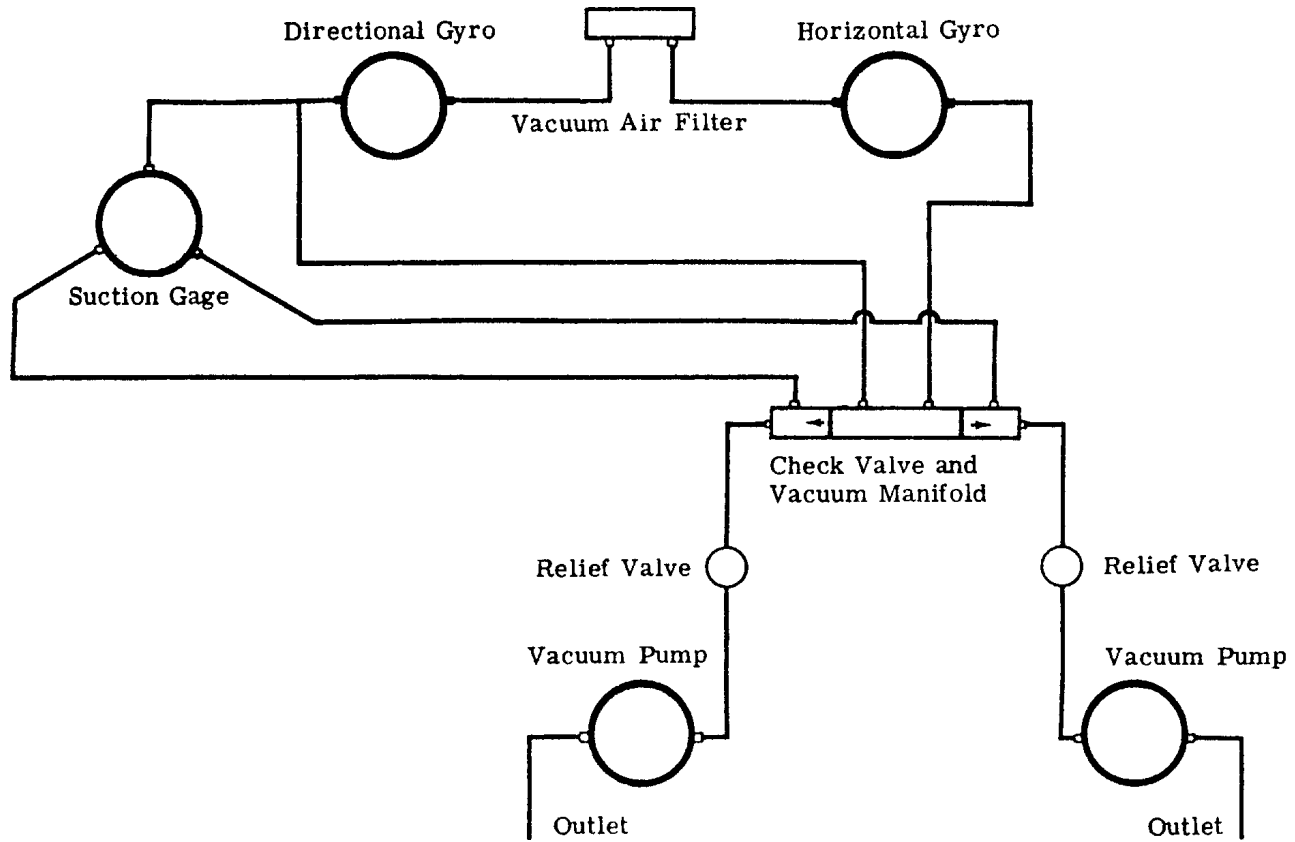 Directional Gyro
Horizontal Gyro
Vacuum Air Filter
Suction Gage
Check Valve and
Vacuum Manifold
Relief Valve
Relief Valve
Vacuum Pump
Vacuum Pump
Outlet
Outlet